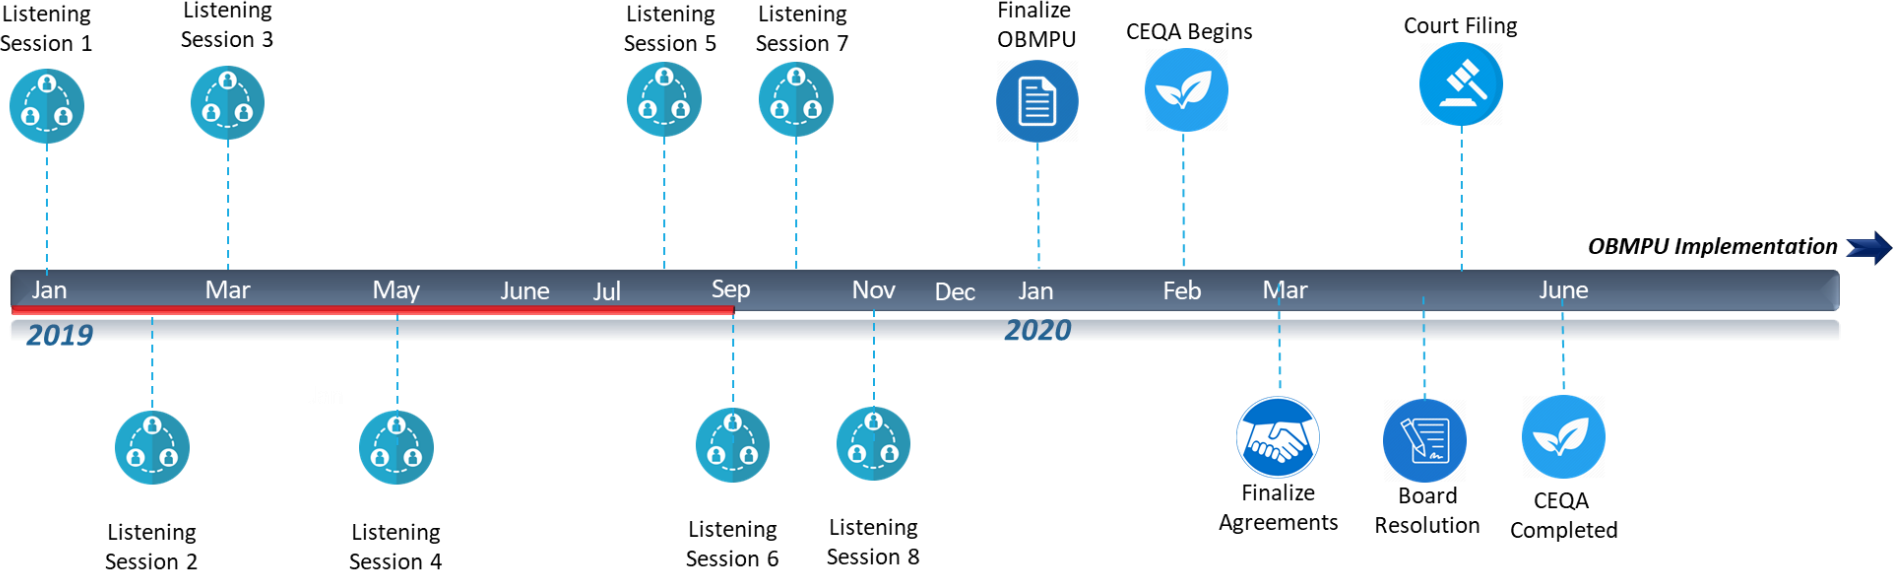 Listening
Session 1
Listening
Session 3
Listening
Session 5
Listening
Session 7
Finalize
OBMPU
CEQA Begins
Court Filing
OBMPU Implementation
Jan
Mar
May
June
Jul
Sep
Nov
Dec
Jan
Feb
Mar
June
2019
2020
Listening
Session 2
Listening
Session 4
Listening
Session 6
Listening
Session 8
Finalize
Agreements
Board
Resolution
CEQA
Completed